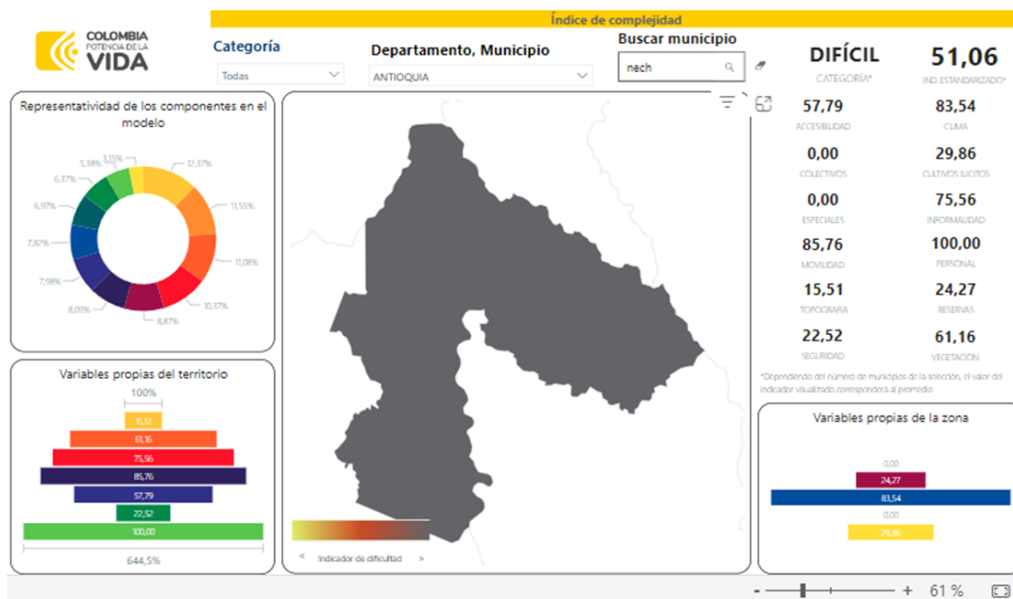 Índice de complejidad
COLOMBIA
POTENCIA DE LA
VIDA
Categoría
Todas
Departamento, Municipio
ANTIOQUIA
Buscar municipio
nech
DIFÍCIL
CATEGORÍA*
51,06
IND ESTANDARIZADO*
Representatividad de los componentes en el
modelo
3,15%
12,37%
5,38%
6,37%
11,55%
6,97%
7,87%
11,08%
7,98%
10,37%
8,09%
8,87%
57,79
ACCESIBLIDAD
83,54
CLIMA
0,00
COLECTIVOS
29,86
CULTIVOS ILICITOS
0,00
ESPECIALES
75,56
INFORMALIDAD
85,76
MOVILIDAD
100,00
PERSONAL
15,51
TOPOGRAFIA
24,27
RESERVAS
22,52
SEGURIDAD
61,16
VEGETACION
*Dependiendo del número de municipios de la selección, el valor del
indicador visualizado corresponderá al promedio
Variables propias del territorio
100%
15,51
61,16
75,56
85,76
57,79
22,52
100,00
644,5%
< Indicador de dificultad >
Variables propias de la zona
0,00
24,27
83,54
0,00
29,86
- + 61 %